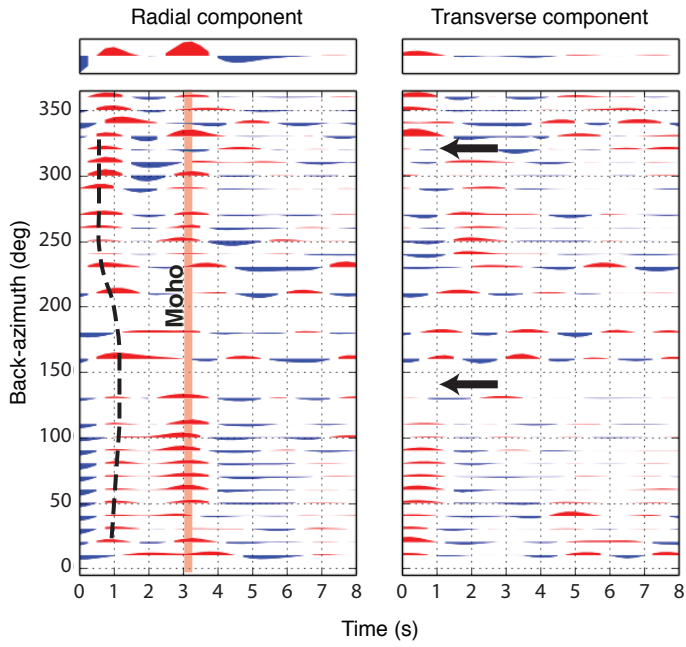 Radial component
Transverse component
350
300
250
200
150
100
50
0
Back-azimuth (deg)
Moho
0 1 2 3 4 5 6 7 8
0 1 2 3 4 5 6 7 8
Time (s)